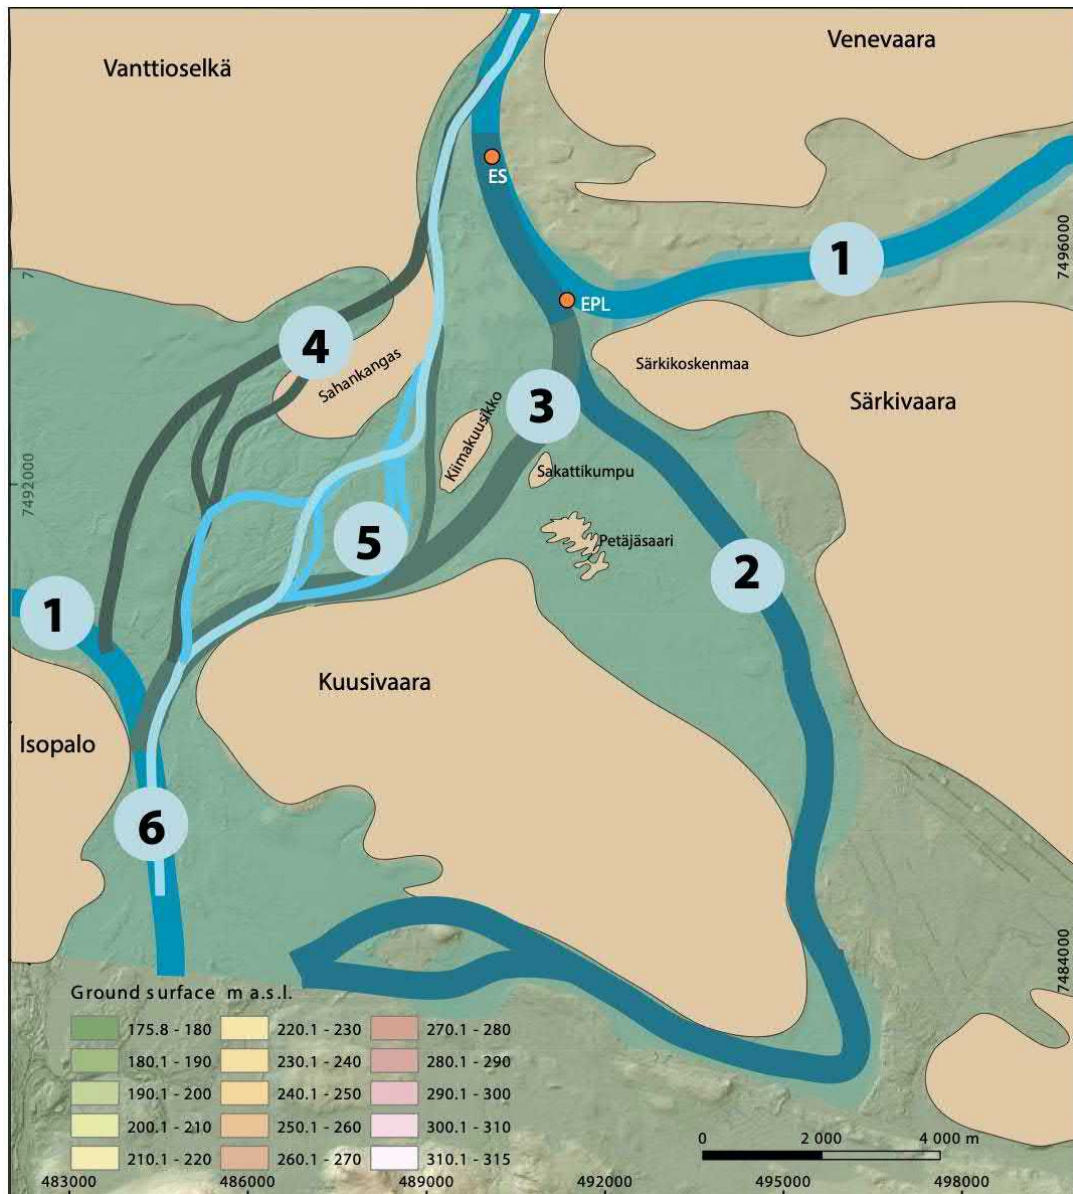 Venevaara
Vanttioselkä
ES
1
7496000
7
EPL
4
Sahankangas
Särkikoskenmaa
3
Särkivaara
Kiimakuusikko
Sakattikumpu
7492000
5
Petäjäsaari
2
1
Kuusivaara
Isopalo
6
7484000
Ground surface m a.s.l.
175.8 - 180
220.1 - 230
270.1 - 280
180.1 - 190
230.1 - 240
280.1 - 290
190.1 - 200
240.1 - 250
290.1 - 300
200.1 - 210
250.1 - 260
300.1 - 310
210.1 - 220
260.1 - 270
310.1 - 315
0 2 000 4 000 m
483000 486000 489000 492000 495000 498000